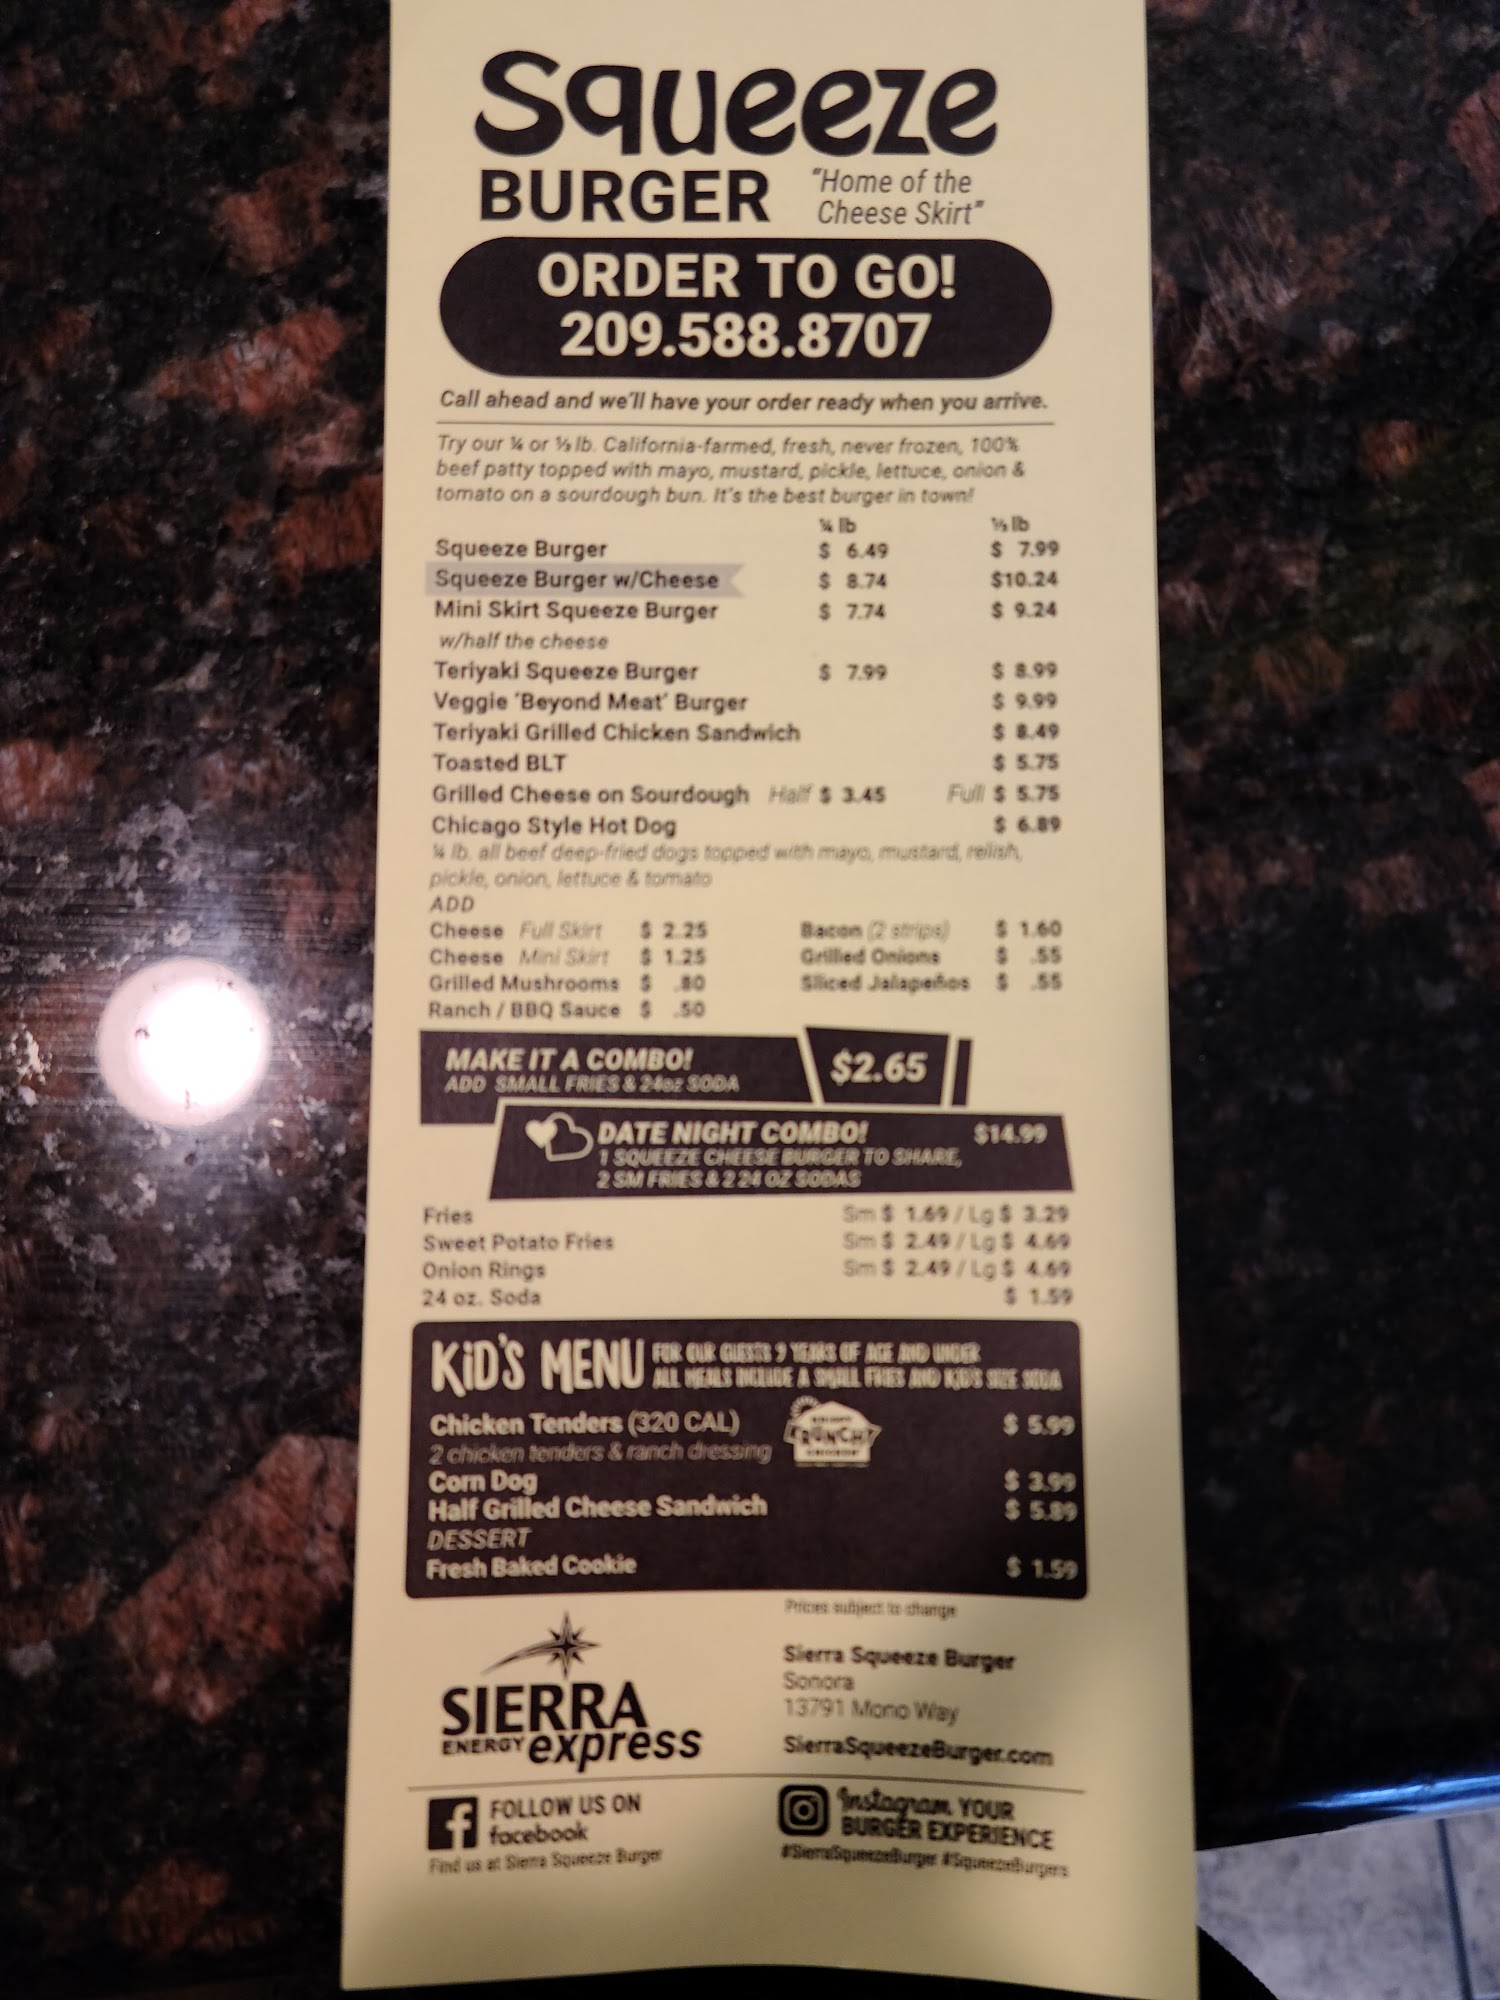 Squeeze
BURGER
"Home of the
Cheese Skirt"
ORDER TO GO!
209.588.8707
Call ahead and we'll have your order ready when you arrive.
Try our ¼ or ⅓ lb. California-farmed, fresh, never frozen, 100%
beef patty topped with mayo, mustard, pickle, lettuce, onion &
tomato on a sourdough bun. It's the best burger in town!
¼ lb ⅓ lb
Squeeze Burger $ 6.49 $ 7.99
Squeeze Burger w/Cheese $ 8.74 $10.24
Mini Skirt Squeeze Burger $ 7.74 $ 9.24
w/half the cheese
Teriyaki Squeeze Burger $ 7.99 $ 8.99
Veggie 'Beyond Meat' Burger $ 9.99
Teriyaki Grilled Chicken Sandwich $ 8.49
Toasted BLT $ 5.75
Grilled Cheese on Sourdough Half $ 3.45 Full $ 5.75
Chicago Style Hot Dog $ 6.89
¼ lb. all beef deep-fried dogs topped with mayo, mustard, relish,
pickle, onion, lettuce & tomato
ADD
Cheese Full Skirt $ 2.25 Bacon (2 strips) $ 1.60
Cheese Mini Skirt $ 1.25 Grilled Onions $ .55
Grilled Mushrooms $ .80 Sliced Jalapeños $ .55
Ranch / BBQ Sauce $ .50
MAKE IT A COMBO!
ADD SMALL FRIES & 24oz SODA
$2.65
DATE NIGHT COMBO! $14.99
1 SQUEEZE CHEESE BURGER TO SHARE,
2 SM FRIES & 2 24 OZ SODAS
Fries Sm $ 1.69 / Lg $ 3.29
Sweet Potato Fries Sm $ 2.49 / Lg $ 4.69
Onion Rings Sm $ 2.49 / Lg $ 4.69
24 oz. Soda $ 1.59
KiD'S MENU
FOR OUR GUESTS 9 YEARS OF AGE AND UNDER
ALL MEALS INCLUDE A SMALL FRIES AND KID'S SIZE SODA
Chicken Tenders (320 CAL) $ 5.99
KRUNCHY
CHICKEN
2 chicken tenders & ranch dressing
Corn Dog $ 3.99
Half Grilled Cheese Sandwich $ 5.89
DESSERT
Fresh Baked Cookie $ 1.59
Prices subject to change
SIERRA
ENERGY express
Sierra Squeeze Burger
Sonora
13791 Mono Way
SierraSqueezeBurger.com
f FOLLOW US ON
facebook
Find us at Sierra Squeeze Burger
Instagram YOUR
BURGER EXPERIENCE
#SierraSqueezeBurger #SqueezeBurgers